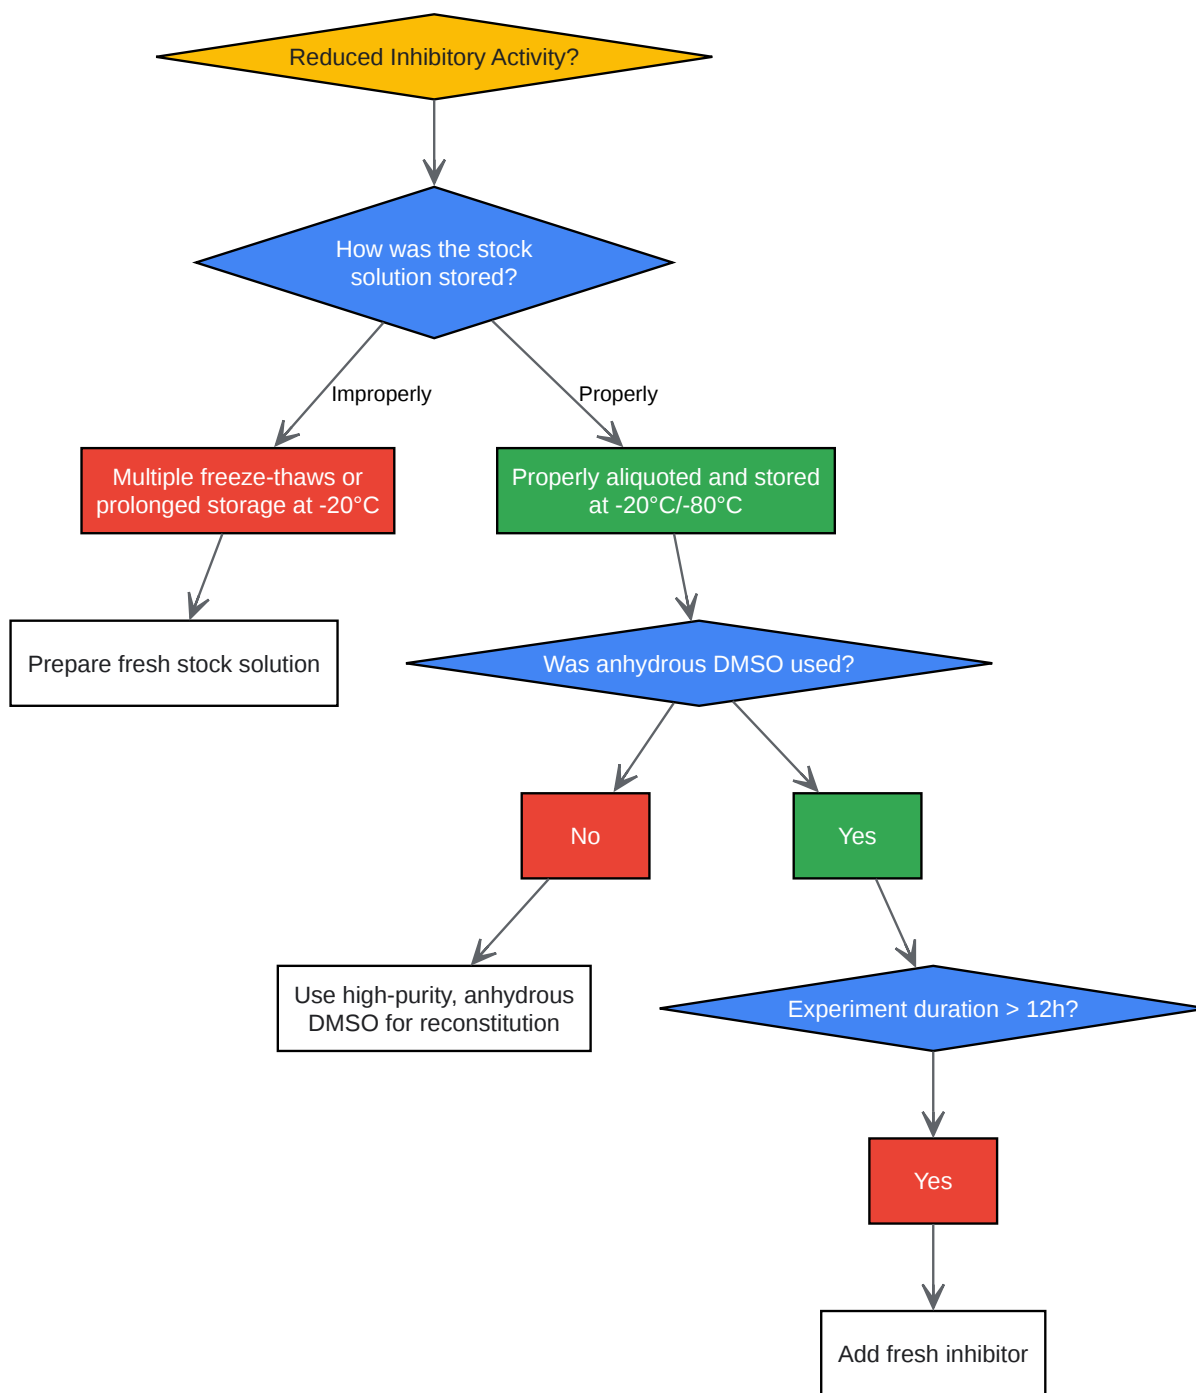 Reduced Inhibitory Activity?
How was the stock
solution stored?
Improperly
Properly
Multiple freeze-thaws or
prolonged storage at -20°C
Properly aliquoted and stored
at -20°C/-80°C
Prepare fresh stock solution
Was anhydrous DMSO used?
No
Yes
Use high-purity, anhydrous
DMSO for reconstitution
Experiment duration > 12h?
Yes
Add fresh inhibitor